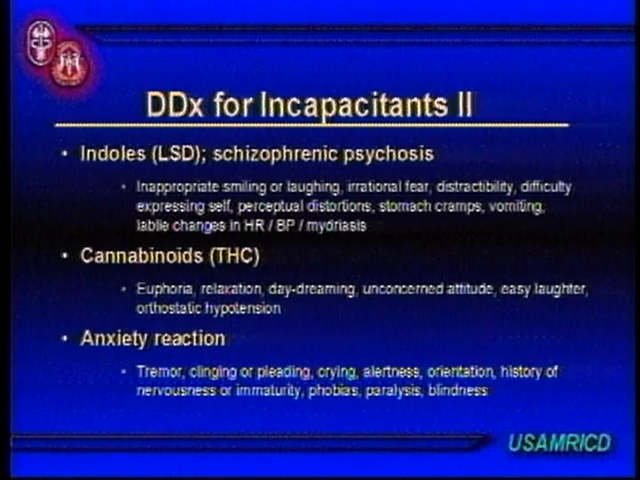 DDx for Incapacitants II
• Indoles (LSD); schizophrenic psychosis
• Inappropriate smiling or laughing, irrational fear, distractibility, difficulty
expressing self, perceptual distortions, stomach cramps, vomiting,
lablie changes in HR / BP / mydriasis
• Cannabinoids (THC)
• Euphoria, relaxation, day-dreaming, unconcerned attitude, easy laughter,
orthostatic hypotension
• Anxiety reaction
• Tremor, clinging or pleading, crying, alertness, orientation, history of
nervousness or immaturity, phobias, paralysis, blindness
USAMRICD